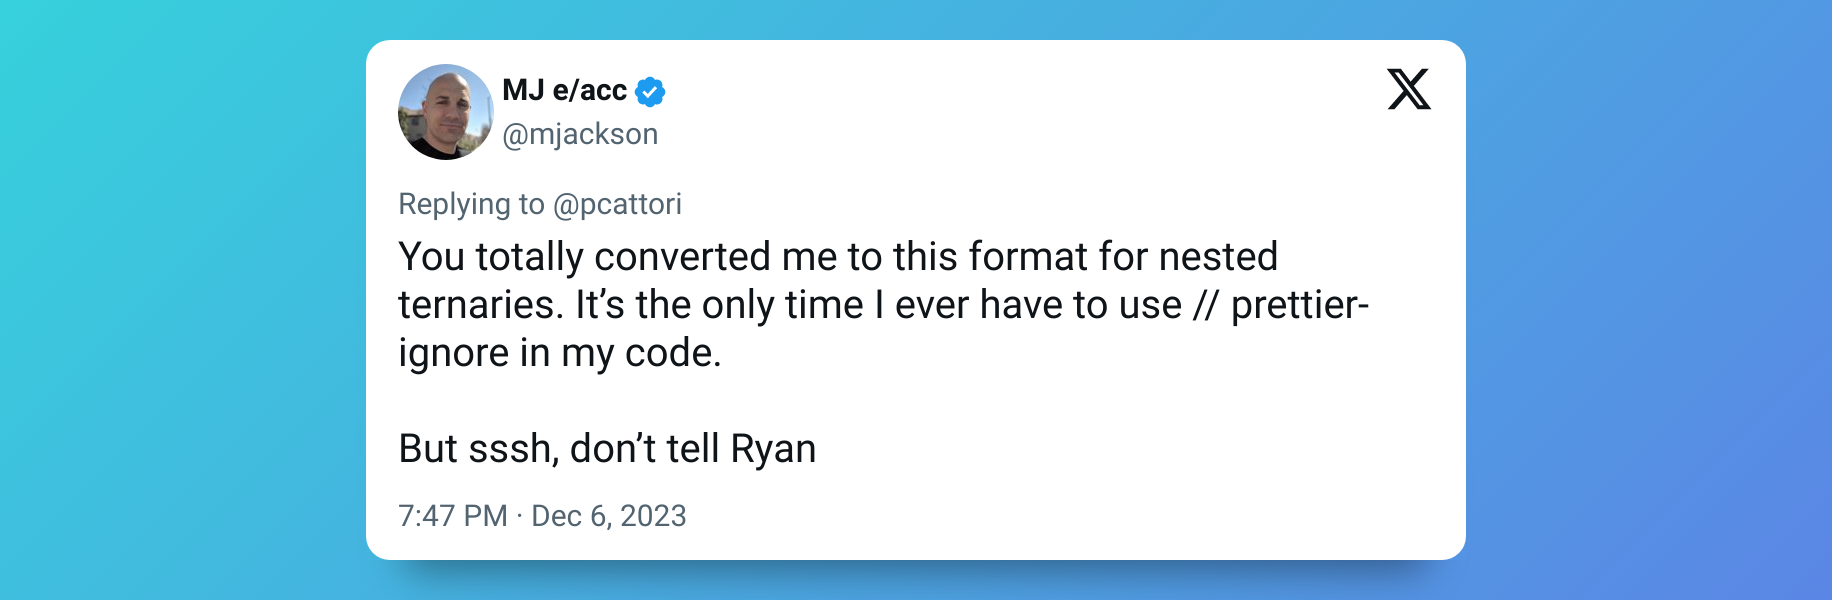 MJ e/acc
@mjackson
Replying to @pcattori
You totally converted me to this format for nested
ternaries. It’s the only time I ever have to use // prettier-
ignore in my code.
But sssh, don’t tell Ryan
7:47 PM · Dec 6, 2023